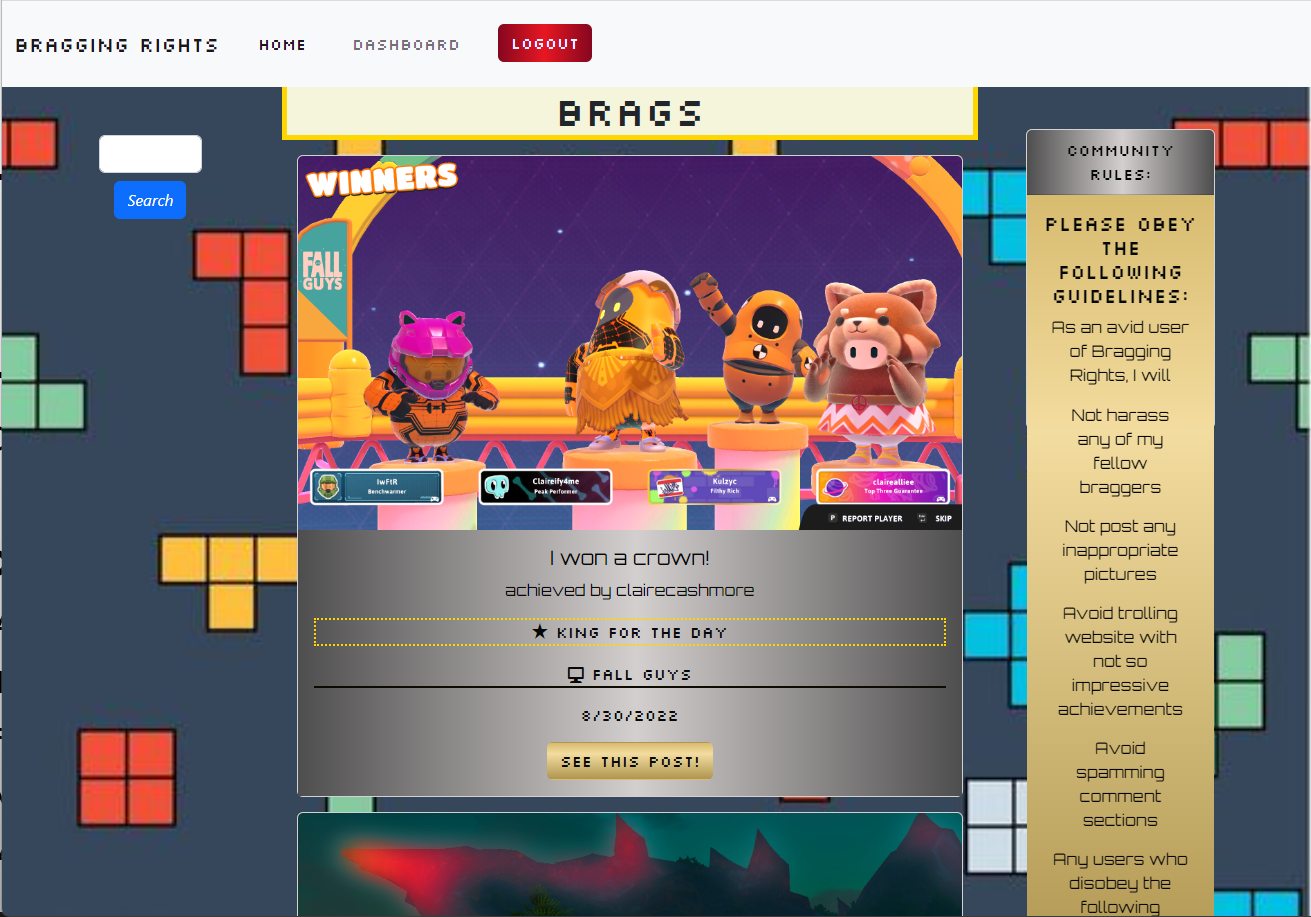 BRAGGING RIGHTS
HOME
DASHBOARD
LOGOUT
BRAGS
Search
WINNERS
FALL
GUYS
IwFtR
Benchwarmer
Claireify4me
Peak Performer
Kulzyc
Filthy Rich
clairealliee
Top Three Guarantee
P REPORT PLAYER
SKIP
I won a crown!
achieved by clairecashmore
★ KING FOR THE DAY
FALL GUYS
8/30/2022
SEE THIS POST!
COMMUNITY
RULES:
PLEASE OBEY
THE
FOLLOWING
GUIDELINES:
As an avid user
of Bragging
Rights, I will
Not harass
any of my
fellow
braggers
Not post any
inappropriate
pictures
Avoid trolling
website with
not so
impressive
achievements
Avoid
spamming
comment
sections
Any users who
disobey the
following